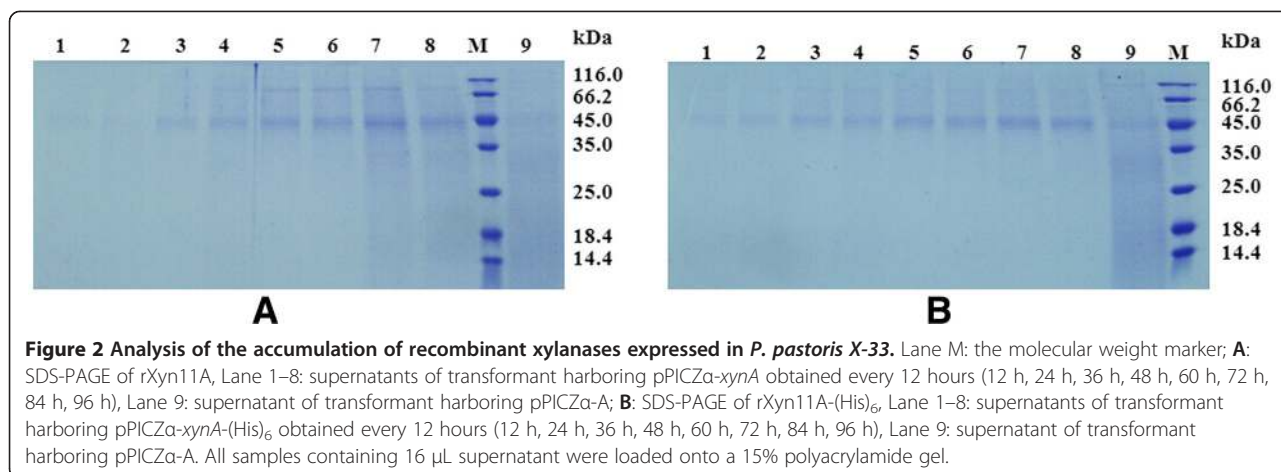 1 2 3 4 5 6 7 8 M 9 kDa
116.0
66.2
45.0
35.0
25.0
18.4
14.4
A
1 2 3 4 5 6 7 8 9 M kDa
116.0
66.2
45.0
35.0
25.0
18.4
14.4
B
Figure 2 Analysis of the accumulation of recombinant xylanases expressed in P. pastoris X-33. Lane M: the molecular weight marker; A:
SDS-PAGE of rXyn11A, Lane 1–8: supernatants of transformant harboring pPICZα-xynA obtained every 12 hours (12 h, 24 h, 36 h, 48 h, 60 h, 72 h,
84 h, 96 h), Lane 9: supernatant of transformant harboring pPICZα-A; B: SDS-PAGE of rXyn11A-(His)₆, Lane 1–8: supernatants of transformant
harboring pPICZα-xynA-(His)₆ obtained every 12 hours (12 h, 24 h, 36 h, 48 h, 60 h, 72 h, 84 h, 96 h), Lane 9: supernatant of transformant
harboring pPICZα-A. All samples containing 16 μL supernatant were loaded onto a 15% polyacrylamide gel.